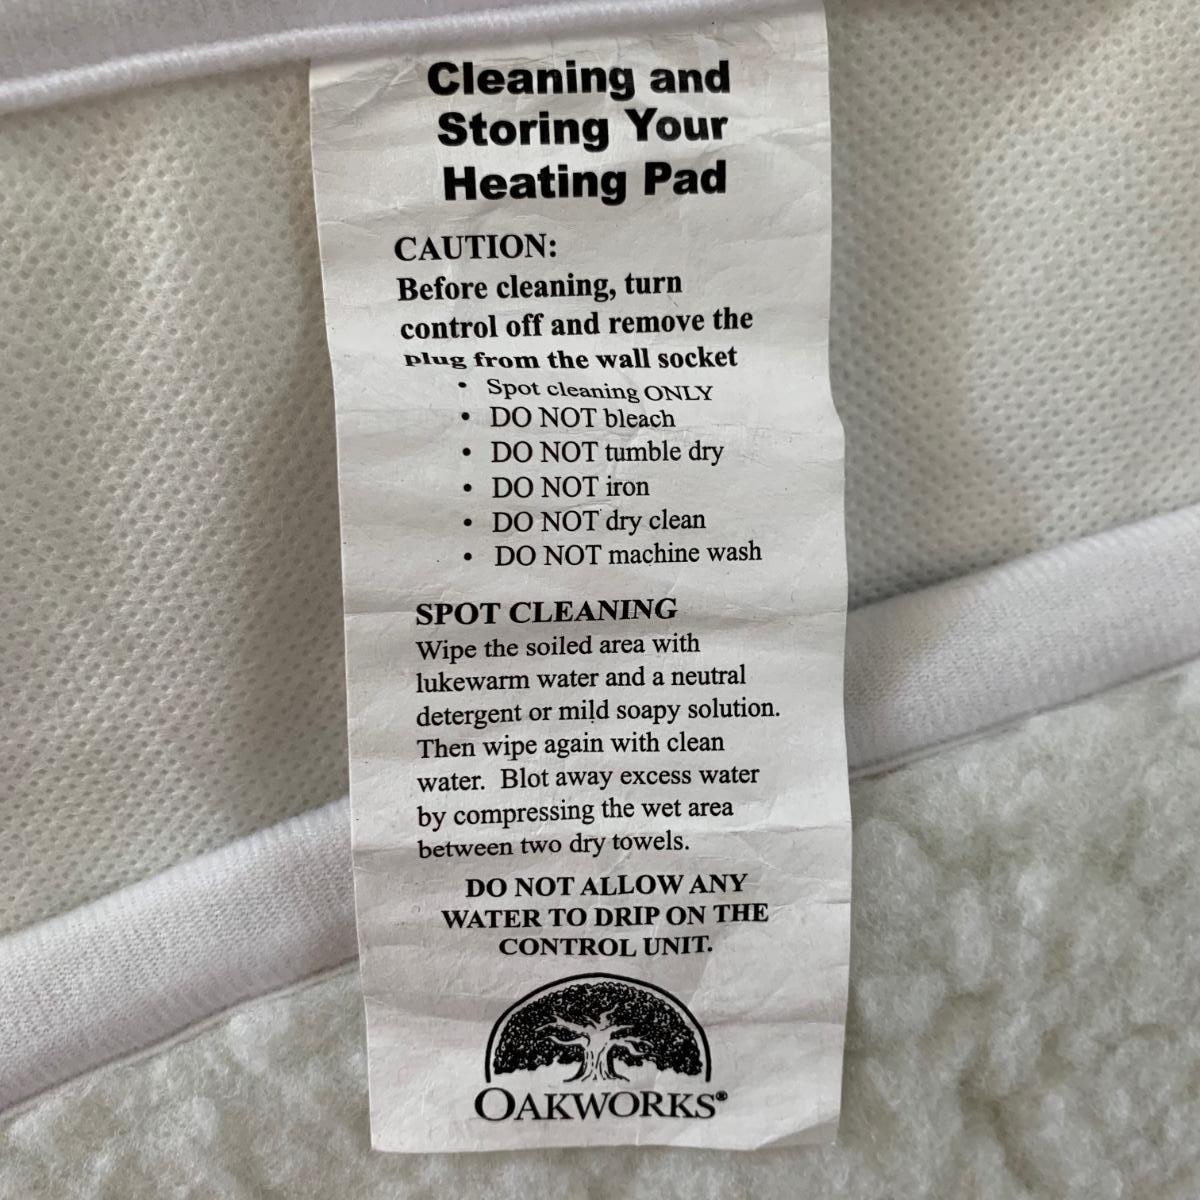 Cleaning and
Storing Your
Heating Pad
CAUTION:
Before cleaning, turn
control off and remove the
plug from the wall socket
• Spot cleaning ONLY
• DO NOT bleach
• DO NOT tumble dry
• DO NOT iron
• DO NOT dry clean
• DO NOT machine wash
SPOT CLEANING
Wipe the soiled area with
lukewarm water and a neutral
detergent or mild soapy solution.
Then wipe again with clean
water. Blot away excess water
by compressing the wet area
between two dry towels.
DO NOT ALLOW ANY
WATER TO DRIP ON THE
CONTROL UNIT.
OAKWORKS®